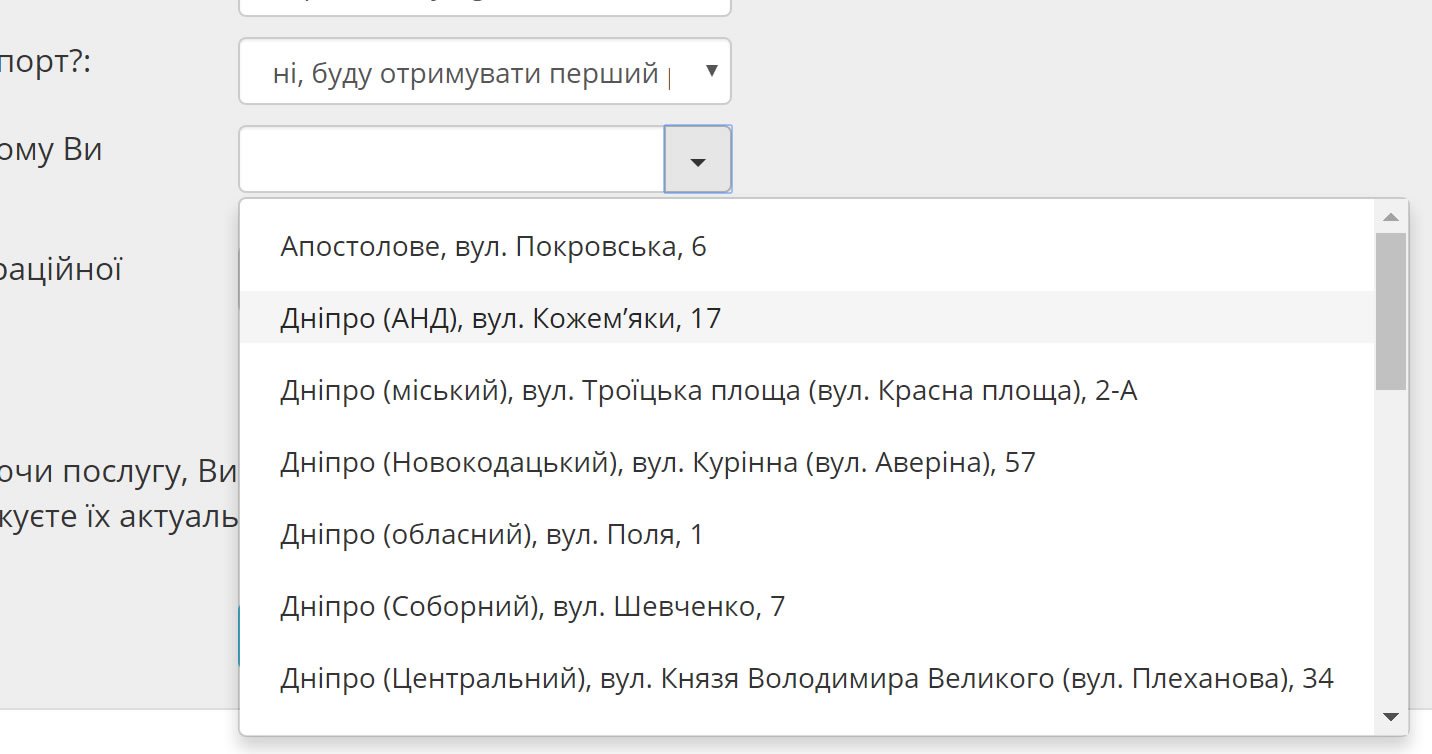 порт?:
ні, буду отримувати перший
ому Ви
Апостолове, вул. Покровська, 6
раційної
Дніпро (АНД), вул. Кожем’яки, 17
Дніпро (міський), вул. Троїцька площа (вул. Красна площа), 2-А
Дніпро (Новокодацький), вул. Курінна (вул. Аверіна), 57
очи послугу, Ви
куєте їх актуаль
Дніпро (обласний), вул. Поля, 1
Дніпро (Соборний), вул. Шевченко, 7
Дніпро (Центральний), вул. Князя Володимира Великого (вул. Плеханова), 34